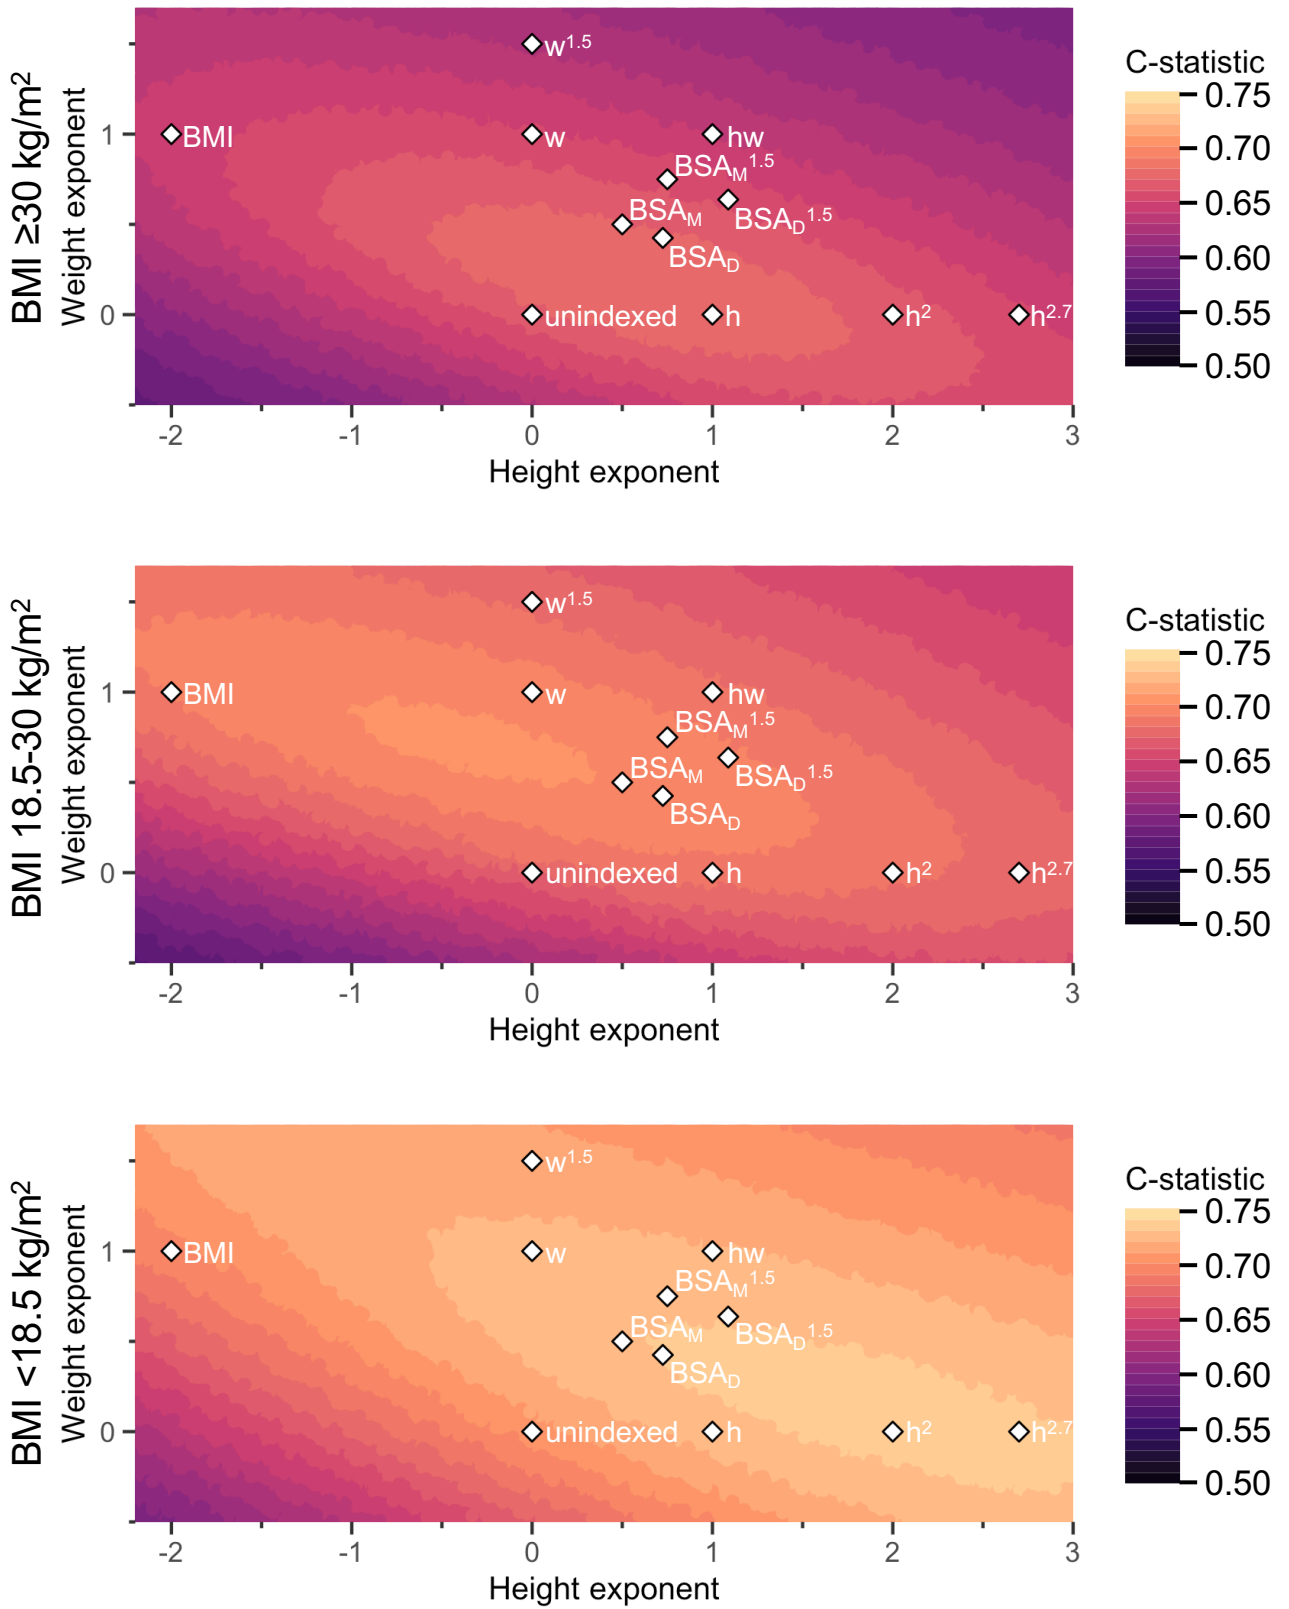 BMI ≥30 kg/m²
Weight exponent
1
0
w1.5
BMI
w
hw
BSAM1.5
BSAM
BSAD1.5
BSAD
unindexed
h
h2
h2.7
-2 -1 0 1 2 3
Height exponent
C-statistic
0.75
0.70
0.65
0.60
0.55
0.50
BMI 18.5-30 kg/m²
Weight exponent
1
0
w1.5
BMI
w
hw
BSAM1.5
BSAM
BSAD1.5
BSAD
unindexed
h
h2
h2.7
-2 -1 0 1 2 3
Height exponent
C-statistic
0.75
0.70
0.65
0.60
0.55
0.50
BMI <18.5 kg/m²
Weight exponent
1
0
w1.5
BMI
w
hw
BSAM1.5
BSAM
BSAD1.5
BSAD
unindexed
h
h2
h2.7
-2 -1 0 1 2 3
Height exponent
C-statistic
0.75
0.70
0.65
0.60
0.55
0.50